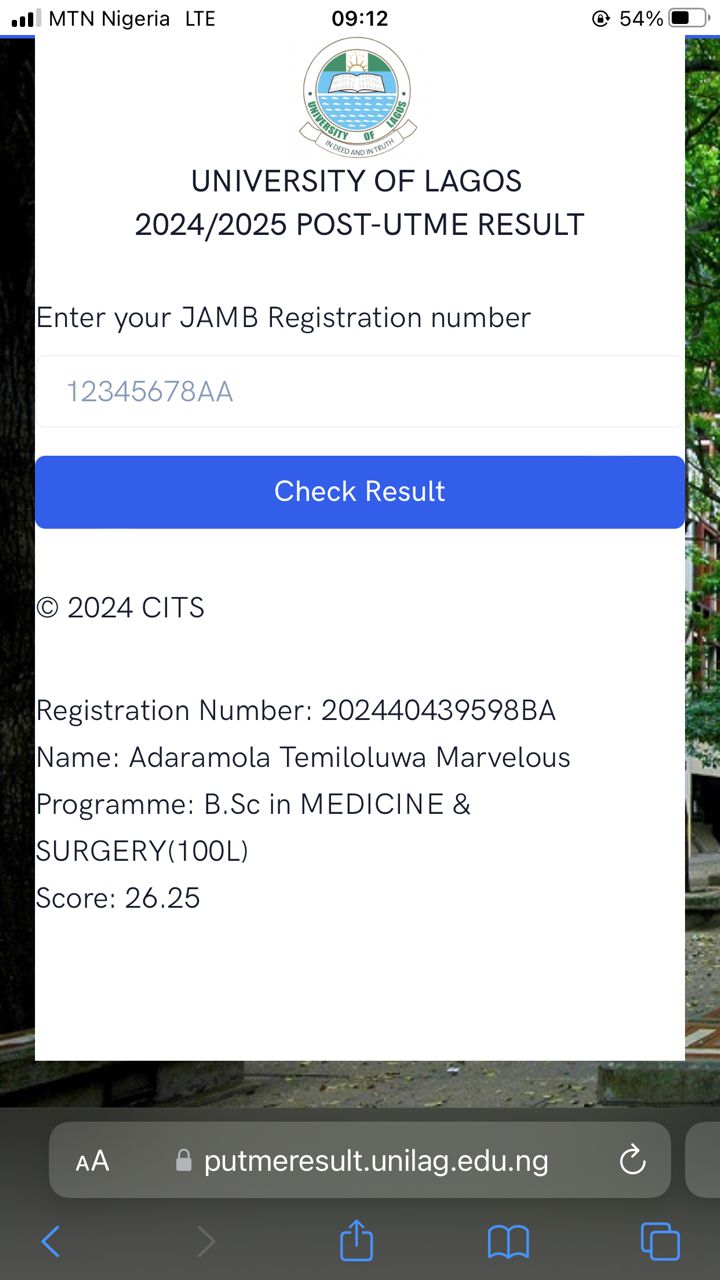 MTN Nigeria LTE 09:12 54%
UNIVERSITY OF LAGOS
IN DEED AND IN TRUTH
UNIVERSITY OF LAGOS
2024/2025 POST-UTME RESULT
Enter your JAMB Registration number
12345678AA
Check Result
© 2024 CITS
Registration Number: 202440439598BA
Name: Adaramola Temiloluwa Marvelous
Programme: B.Sc in MEDICINE &
SURGERY(100L)
Score: 26.25
AA putmeresult.unilag.edu.ng